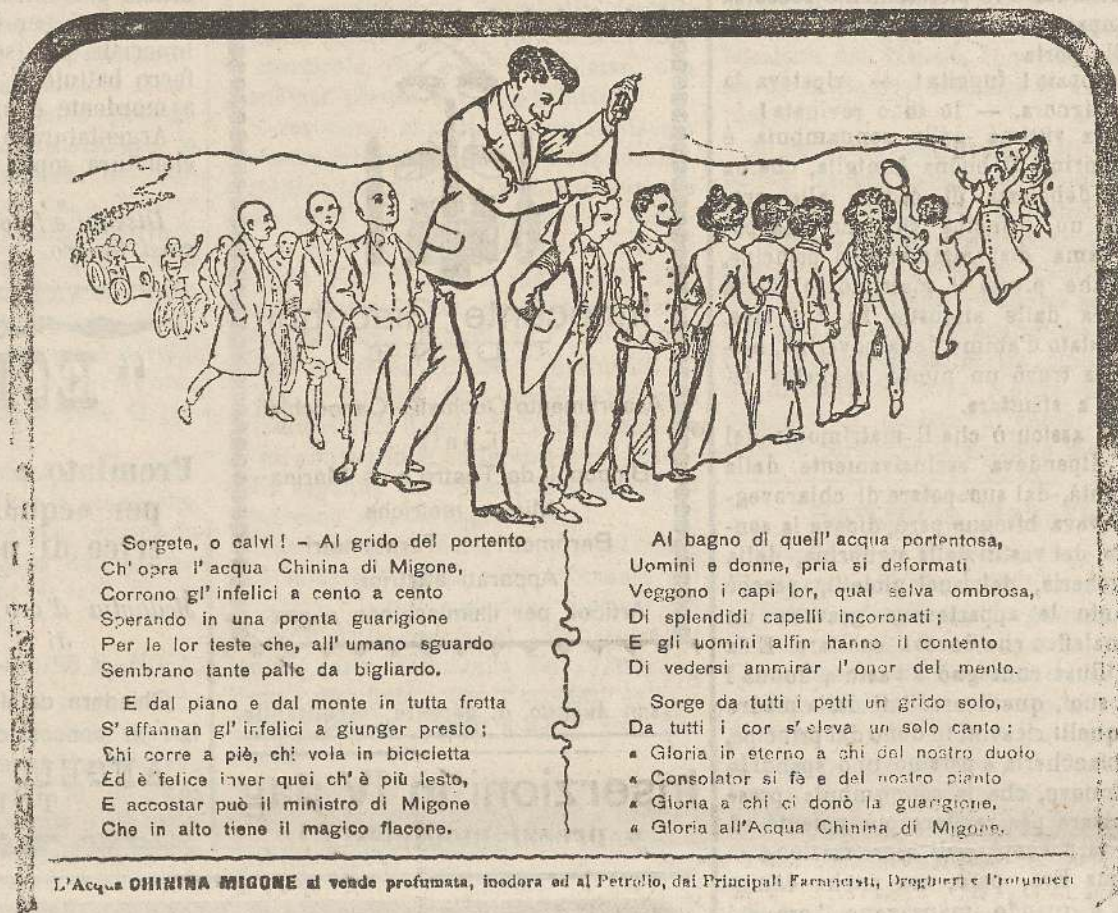 Sorgete, o calvi! – Al grido del portento
Ch'opra l'acqua Chinina di Migone,
Corrono gl'infelici a cento a cento
Sperando in una pronta guarigione
Per le lor teste che, all'umano sguardo
Sembrano tante palle da bigliardo.
E dal piano e dal monte in tutta frotta
S'affannan gl'infelici a giunger presto;
Chi corre a piè, chi vola in bicicletta
Ed è felice inver quei ch'è più lesto,
E accostar può il ministro di Migone
Che in alto tiene il magico flacone.
Al bagno di quell'acqua portentosa,
Uomini e donne, pria si deformati
Veggono i capi lor, qual selva ombrosa,
Di splendidi capelli incoronati;
E gli uomini alfin hanno il contento
Di vedersi ammirar l'onor del mento.
Sorge da tutti i petti un grido solo,
Da tutti i cor s'eleva un solo canto:
« Gloria in eterno a chi del nostro duolo
« Consolator si fè e del nostro pianto
« Gloria a chi ci donò la guarigione,
« Gloria all'Acqua Chinina di Migone.
L'Acqua CHININA MIGONE si vende profumata, inodora ed al Petrolio, dai Principali Farmacisti, Droghieri e Profumieri